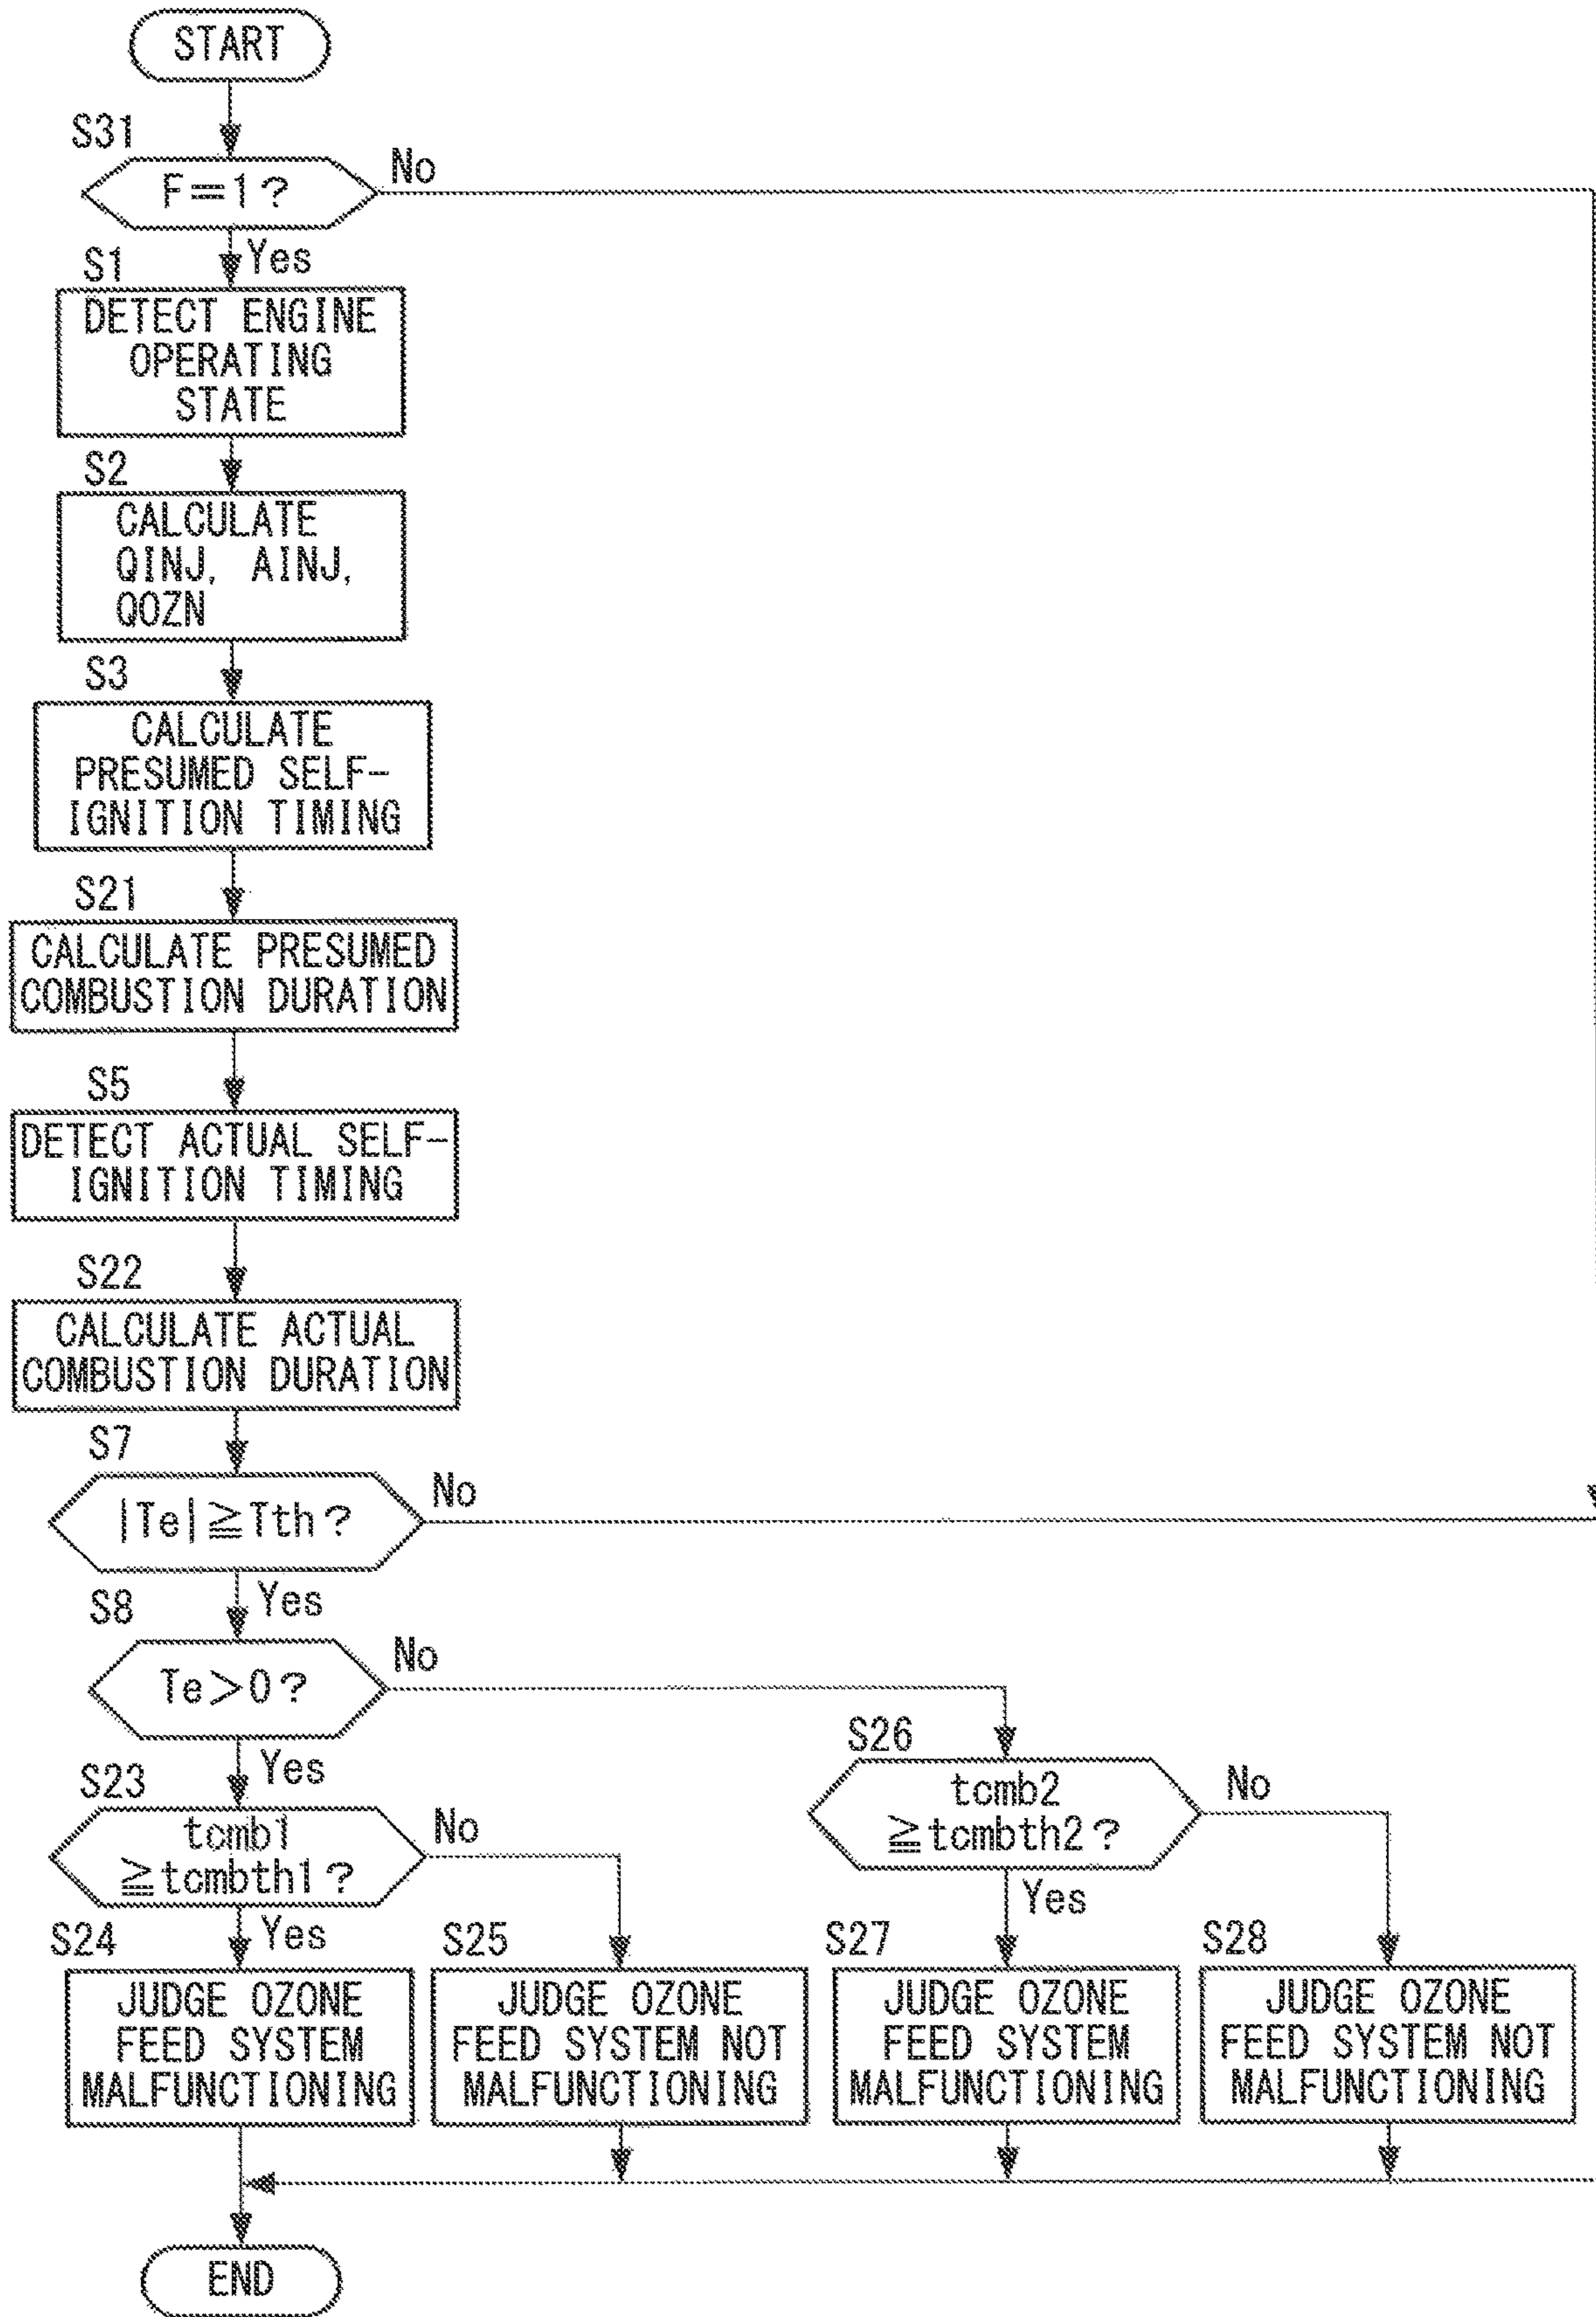 START
S31
F=1?
No
Yes
S1
DETECT ENGINE
OPERATING
STATE
S2
CALCULATE
QINJ, AINJ,
QOZN
S3
CALCULATE
PRESUMED SELF-
IGNITION TIMING
S21
CALCULATE PRESUMED
COMBUSTION DURATION
S5
DETECT ACTUAL SELF-
IGNITION TIMING
S22
CALCULATE ACTUAL
COMBUSTION DURATION
S7
|Te|≧Tth?
No
Yes
S8
Te>0?
No
Yes
S23
tcmb1
≧tcmbth1?
No
Yes
S26
tcmb2
≧tcmbth2?
No
Yes
S24
JUDGE OZONE
FEED SYSTEM
MALFUNCTIONING
S25
JUDGE OZONE
FEED SYSTEM NOT
MALFUNCTIONING
S27
JUDGE OZONE
FEED SYSTEM
MALFUNCTIONING
S28
JUDGE OZONE
FEED SYSTEM NOT
MALFUNCTIONING
END